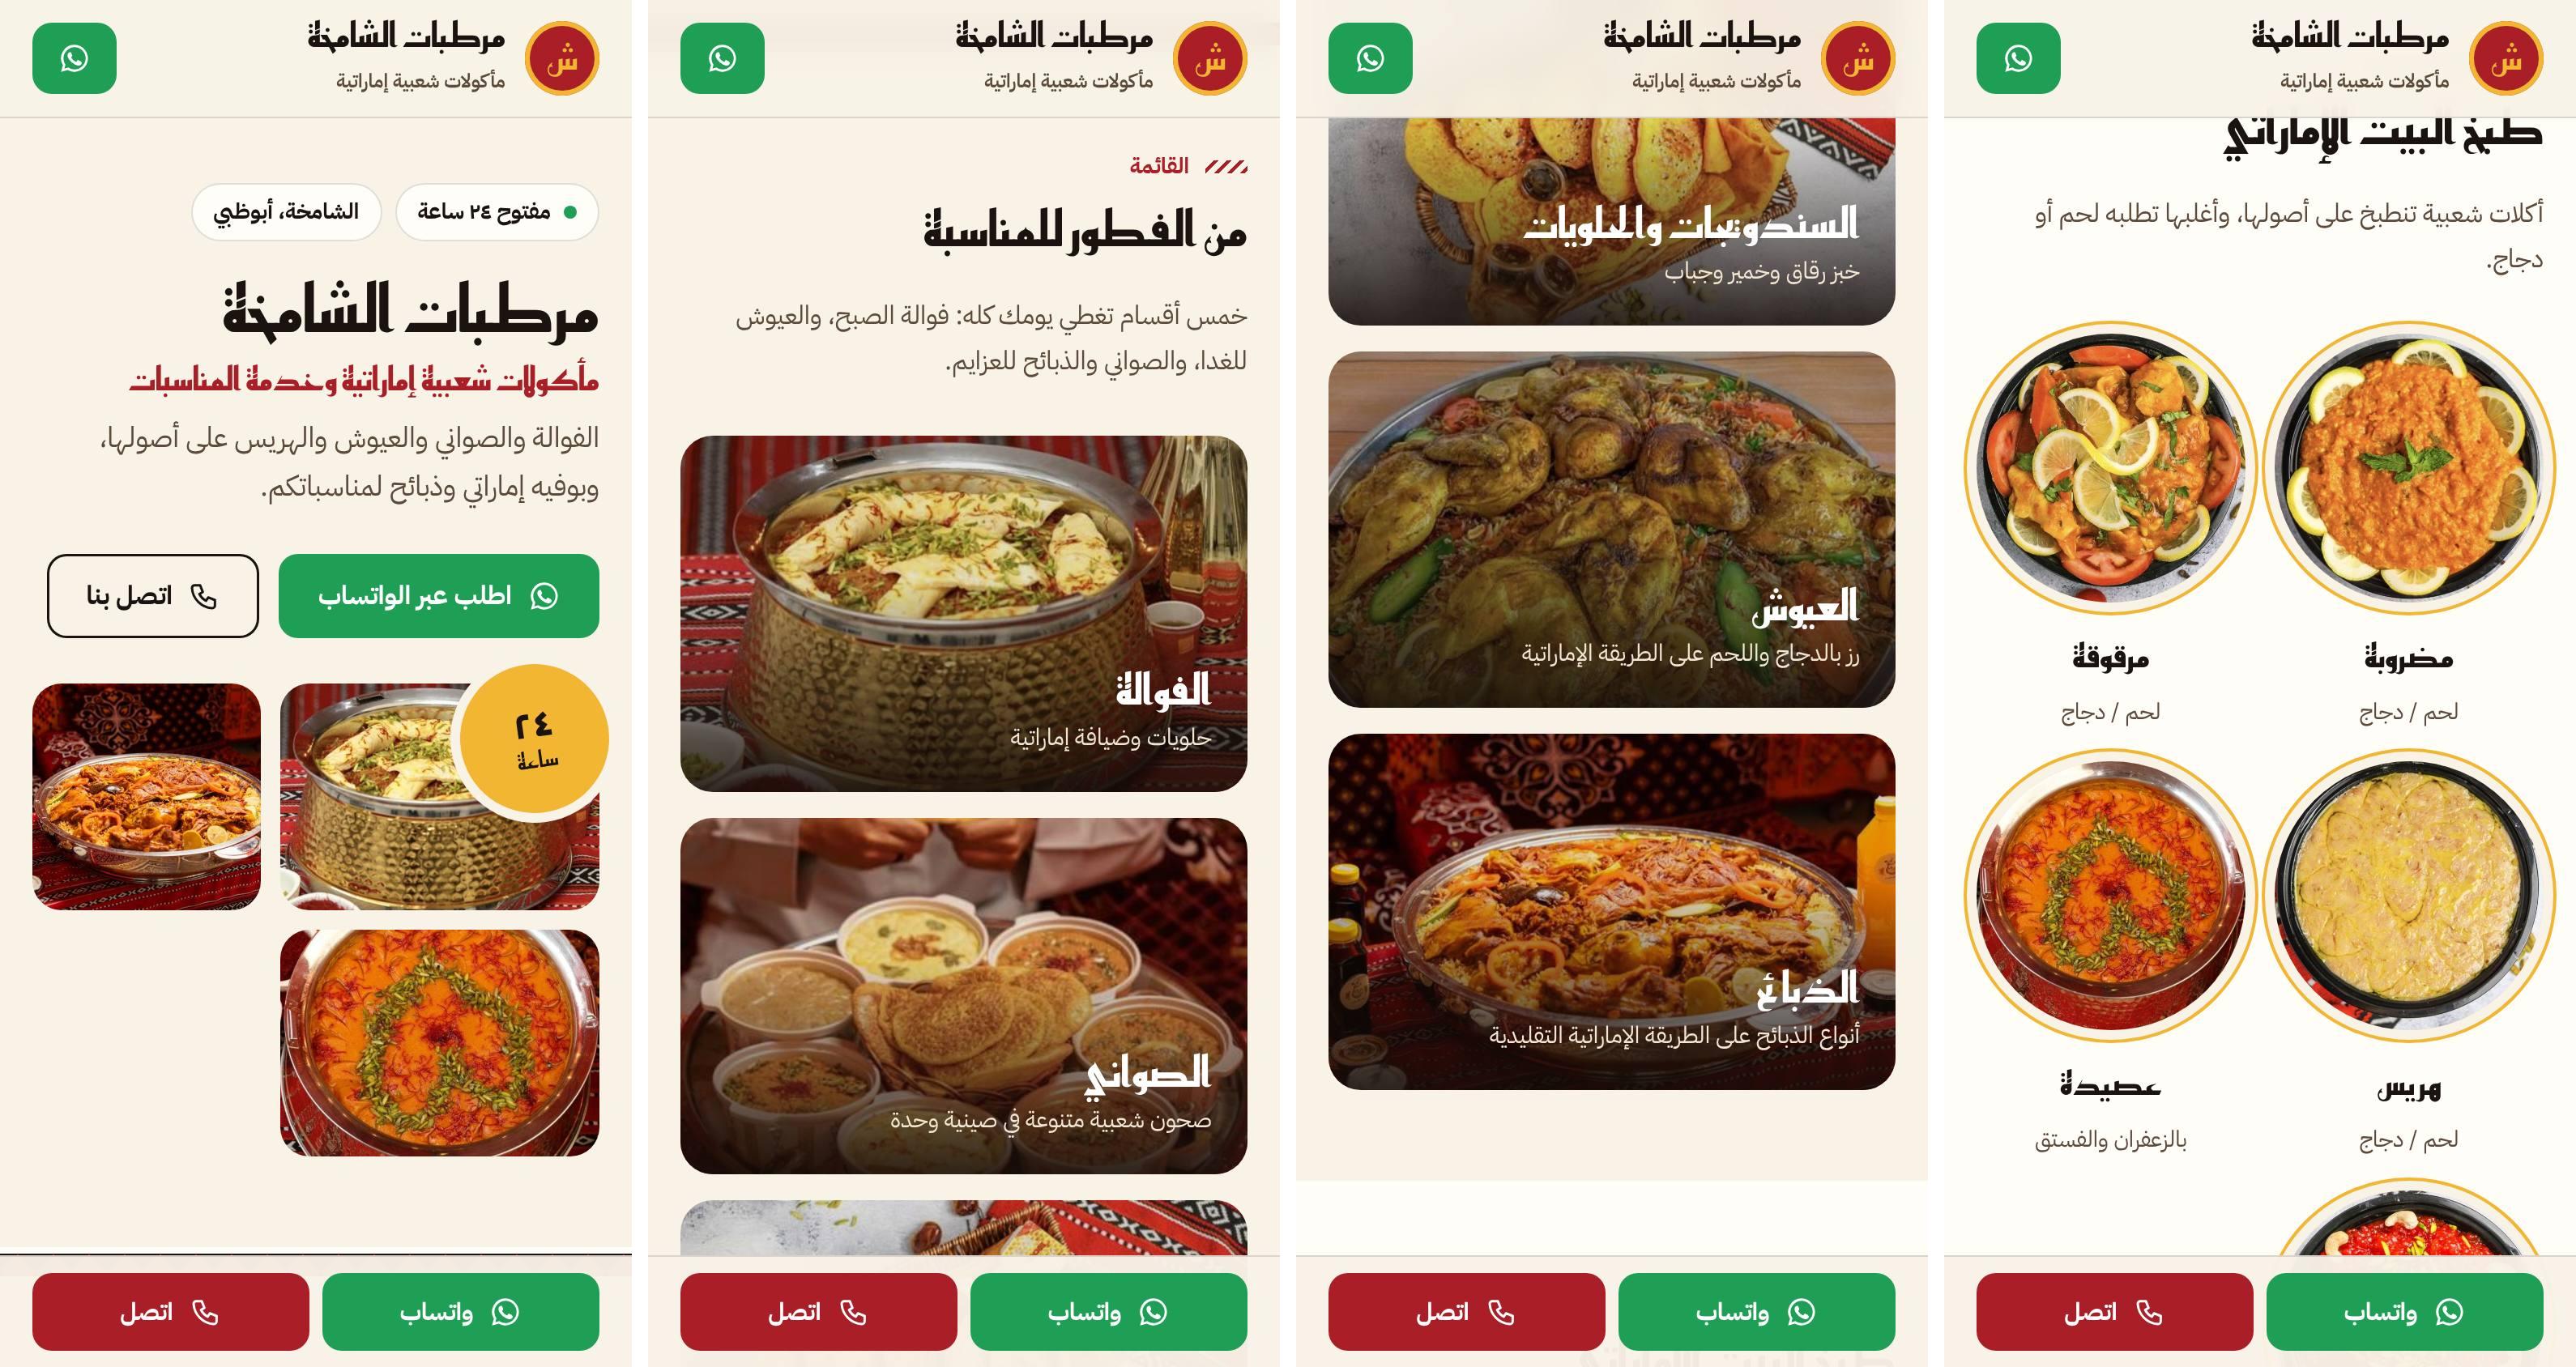 ش
مرطبات الشامخة
مأكولات شعبية إماراتية
مفتوح ٢٤ ساعة
الشامخة، أبوظبي
مرطبات الشامخة
مأكولات شعبية إماراتية وخدمة المناسبات
الفوالة والصواني والعيوش والهريس على أصولها،
وبوفيه إماراتي وذبائح لمناسباتكم.
اطلب عبر الواتساب
اتصل بنا
٢٤
ساعة
واتساب
اتصل
ش
مرطبات الشامخة
مأكولات شعبية إماراتية
القائمة
من الفطور للمناسبة
خمس أقسام تغطي يومك كله: فوالة الصبح، والعيوش
للغدا، والصواني والذبائح للعزايم.
الفوالة
حلويات وضيافة إماراتية
الصواني
صحون شعبية متنوعة في صينية وحدة
واتساب
اتصل
ش
مرطبات الشامخة
مأكولات شعبية إماراتية
السندويجات والحلويات
خبز رقاق وخمير وجباب
العيوش
رز بالدجاج واللحم على الطريقة الإماراتية
الذبائح
أنواع الذبائح على الطريقة الإماراتية التقليدية
واتساب
اتصل
ش
مرطبات الشامخة
مأكولات شعبية إماراتية
طبخ البيت الإماراتي
أكلات شعبية تنطبخ على أصولها، وأغلبها تطلبه لحم أو
دجاج.
مضروبة
لحم / دجاج
مرقوقة
لحم / دجاج
هريس
لحم / دجاج
عصيدة
بالزعفران والفستق
واتساب
اتصل